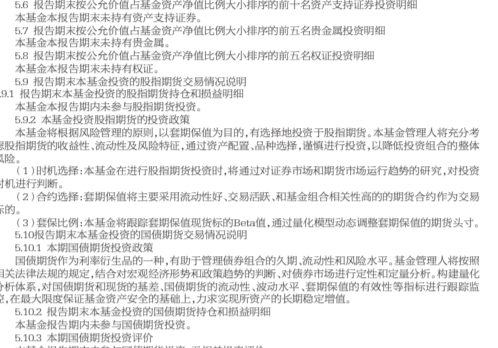 5.6 报告期末按公允价值占基金资产净值比例大小排序的前十名资产支持证券投资明细
本基金本报告期末未持有资产支持证券。
5.7 报告期末按公允价值占基金资产净值比例大小排序的前五名贵金属投资明细
本基金本报告期末未持有贵金属。
5.8 报告期末按公允价值占基金资产净值比例大小排序的前五名权证投资明细
本基金本报告期末未持有权证。
5.9 报告期末本基金投资的股指期货交易情况说明
.9.1 报告期末本基金投资的股指期货持仓和损益明细
本基金本报告期内未参与股指期货投资。
5.9.2 本基金投资股指期货的投资政策
本基金将根据风险管理的原则,以套期保值为目的,有选择地投资于股指期货。本基金管理人将充分考
虑股指期货的收益性、流动性及风险特征,通过资产配置、品种选择,谨慎进行投资,以降低投资组合的整体
风险。
（1）时机选择:本基金在进行股指期货投资时,将通过对证券市场和期货市场运行趋势的研究,对投资
时机进行判断。
（2）合约选择:套期保值将主要采用流动性好、交易活跃、和基金组合相关性高的的期货合约作为交易
标的。
（3）套保比例:本基金将跟踪套期保值现货标的Beta值,通过量化模型动态调整套期保值的期货头寸。
5.10报告期末本基金投资的国债期货交易情况说明
5.10.1 本期国债期货投资政策
国债期货作为利率衍生品的一种,有助于管理债券组合的久期、流动性和风险水平。基金管理人将按照
相关法律法规的规定,结合对宏观经济形势和政策趋势的判断、对债券市场进行定性和定量分析。构建量化
分析体系,对国债期货和现货的基差、国债期货的流动性、波动水平、套期保值的有效性等指标进行跟踪监
控,在最大限度保证基金资产安全的基础上,力求实现所资产的长期稳定增值。
5.10.2 报告期末本基金投资的国债期货持仓和损益明细
本基金报告期内未参与国债期货投资。
5.10.3 本期国债期货投资评价